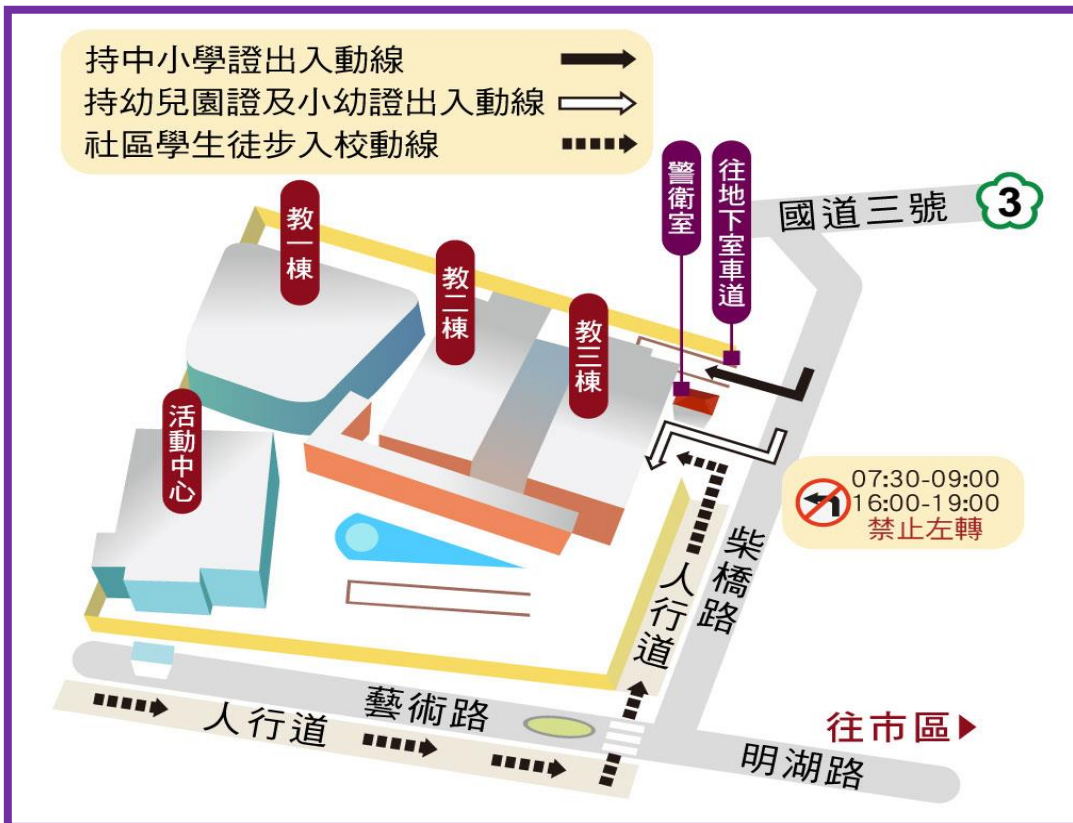 持中小學證出入動線
持幼兒園證及小幼證出入動線
社區學生徒步入校動線
警衛室
往地下室車道
國道三號
3
教一棟
教二棟
教三棟
活動中心
07:30-09:00
16:00-19:00
禁止左轉
柴橋路
人行道
藝術路
人行道
往市區
明湖路